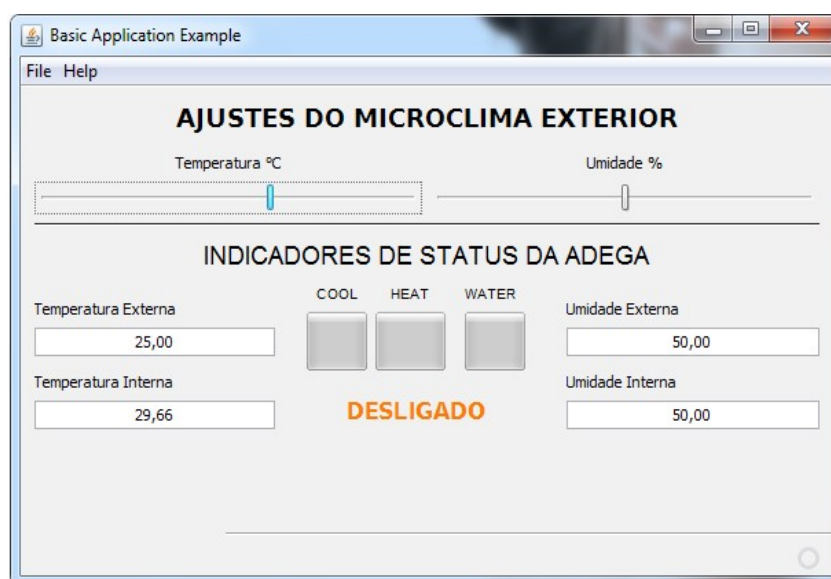 Basic Application Example
File Help
AJUSTES DO MICROCLIMA EXTERIOR
Temperatura ºC Umidade %
INDICADORES DE STATUS DA ADEGA
COOL HEAT WATER
Temperatura Externa Umidade Externa
25,00 50,00
Temperatura Interna Umidade Interna
29,66 DESLIGADO 50,00